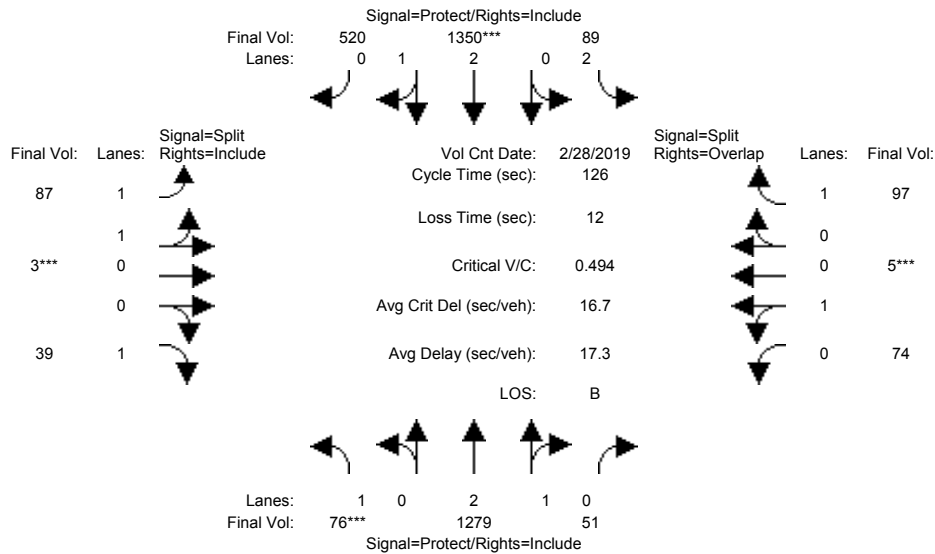 Signal=Protect/Rights=Include
Final Vol: 520 1350*** 89
Lanes: 0 1 2 0 2
Signal=Split Signal=Split
Final Vol: Lanes: Rights=Include Vol Cnt Date: 2/28/2019 Rights=Overlap Lanes: Final Vol:
Cycle Time (sec): 126
87 1 1 97
Loss Time (sec): 12
1 0
3*** 0 Critical V/C: 0.494 0 5***
0 Avg Crit Del (sec/veh): 16.7 1
39 1 Avg Delay (sec/veh): 17.3 0 74
LOS: B
Lanes: 1 0 2 1 0
Final Vol: 76*** 1279 51
Signal=Protect/Rights=Include